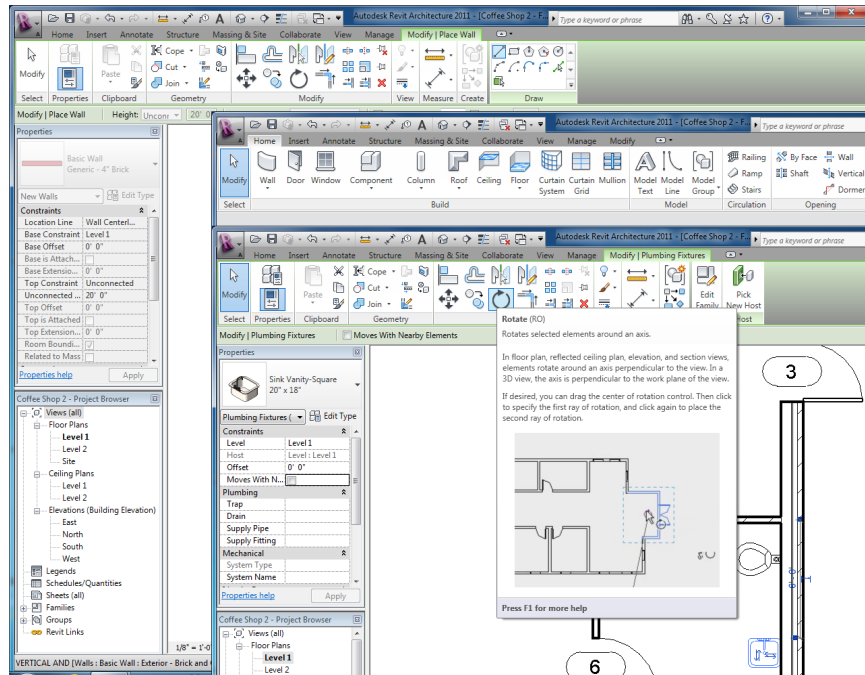 Autodesk Revit Architecture 2011 - [Coffee Shop 2 - F...
Type a keyword or phrase
Home Insert Annotate Structure Massing & Site Collaborate View Manage Modify | Place Wall
Modify
Paste
Cope
Cut
Join
Select Properties Clipboard Geometry Modify View Measure Create Draw
Modify | Place Wall Height: Unconr 20' 0"
Properties
Basic Wall
Generic - 4" Brick
New Walls Edit Type
Constraints
Location Line Wall Centerl...
Base Constraint Level 1
Base Offset 0' 0"
Base is Attach...
Base Extensio... 0' 0"
Top Constraint Unconnected
Unconnected ... 20' 0"
Top Offset 0' 0"
Top is Attached
Top Extension... 0' 0"
Room Boundi...
Related to Mass
Properties help Apply
Coffee Shop 2 - Project Browser
Views (all)
Floor Plans
Level 1
Level 2
Site
Ceiling Plans
Level 1
Level 2
Elevations (Building Elevation)
East
North
South
West
Legends
Schedules/Quantities
Sheets (all)
Families
Groups
Revit Links
1/8" = 1'-0
VERTICAL AND [Walls : Basic Wall : Exterior - Brick and
Autodesk Revit Architecture 2011 - [Coffee Shop 2 - F...
Type a keyword or phrase
Home Insert Annotate Structure Massing & Site Collaborate View Manage Modify
Modify
Wall
Door
Window
Component
Column
Roof
Ceiling
Floor
Curtain System
Curtain Grid
Mullion
Model Text
Model Line
Model Group
Railing
Ramp
Stairs
By Face
Shaft
Wall
Vertical
Dormer
Select Build Model Circulation Opening
Autodesk Revit Architecture 2011 - [Coffee Shop 2 - F...
Type a keyword or phrase
Home Insert Annotate Structure Massing & Site Collaborate View Manage Modify | Plumbing Fixtures
Modify
Paste
Cope
Cut
Join
Edit Family
Pick New Host
Select Properties Clipboard Geometry Host
Modify | Plumbing Fixtures Moves With Nearby Elements
Properties
Sink Vanity-Square
20" x 18"
Plumbing Fixtures ( Edit Type
Constraints
Level Level 1
Host Level : Level 1
Offset 0' 0"
Moves With N...
Plumbing
Trap
Drain
Supply Pipe
Supply Fitting
Mechanical
System Type
System Name
Properties help Apply
Coffee Shop 2 - Project Browser
Views (all)
Floor Plans
Level 1
Level 2
Rotate (RO)
Rotates selected elements around an axis.
In floor plan, reflected ceiling plan, elevation, and section views,
elements rotate around an axis perpendicular to the view. In a
3D view, the axis is perpendicular to the work plane of the view.
If desired, you can drag the center of rotation control. Then click
to specify the first ray of rotation, and click again to place the
second ray of rotation.
Press F1 for more help
3
6